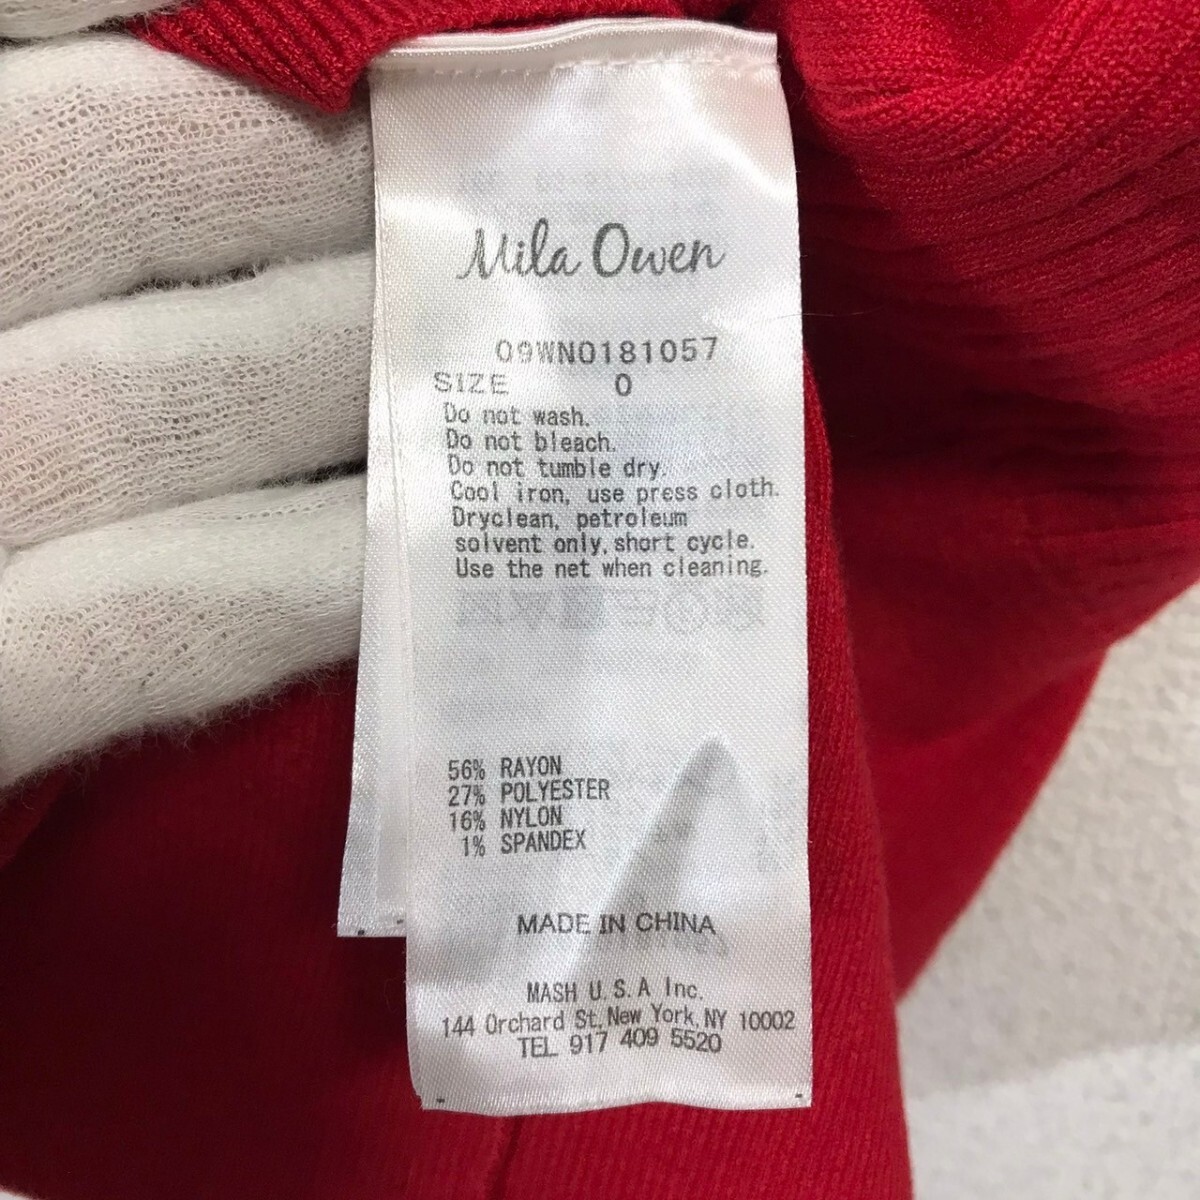 Mila Owen
09WN0181057
SIZE 0
Do not wash.
Do not bleach.
Do not tumble dry.
Cool iron, use press cloth.
Dryclean, petroleum
solvent only, short cycle.
Use the net when cleaning.
56% RAYON
27% POLYESTER
16% NYLON
1% SPANDEX
MADE IN CHINA
MASH U.S.A Inc.
144 Orchard St, New York, NY 10002
TEL 917 409 5520